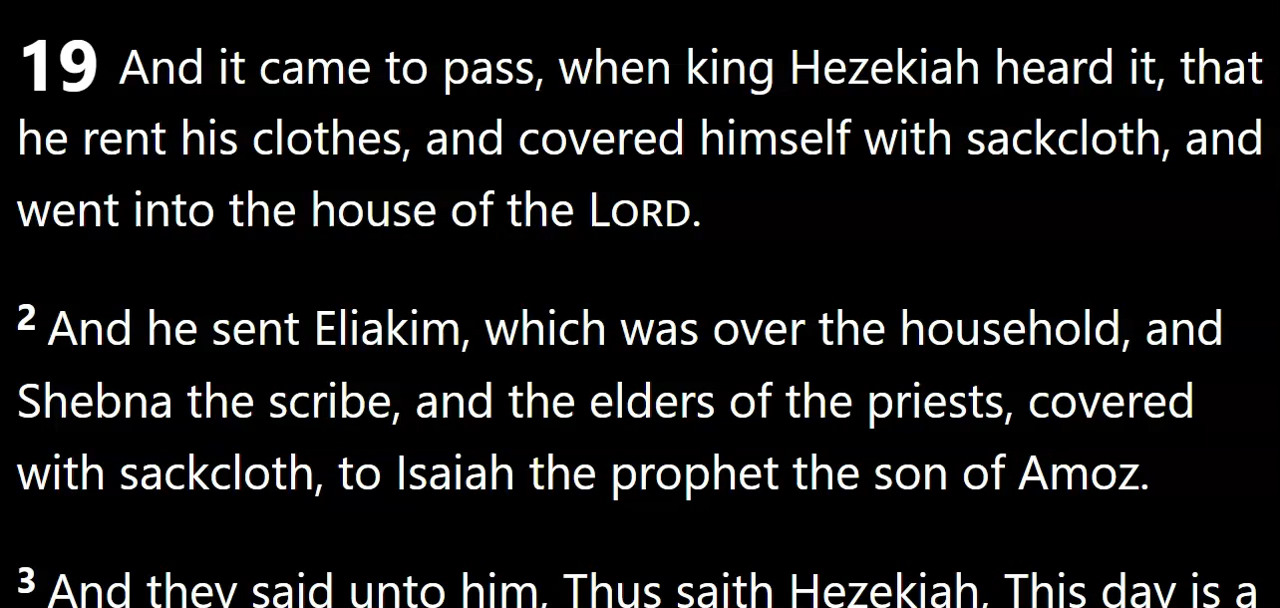 19 And it came to pass, when king Hezekiah heard it, that
he rent his clothes, and covered himself with sackcloth, and
went into the house of the LORD.
2 And he sent Eliakim, which was over the household, and
Shebna the scribe, and the elders of the priests, covered
with sackcloth, to Isaiah the prophet the son of Amoz.
3 And they said unto him, Thus saith Hezekiah, This day is a